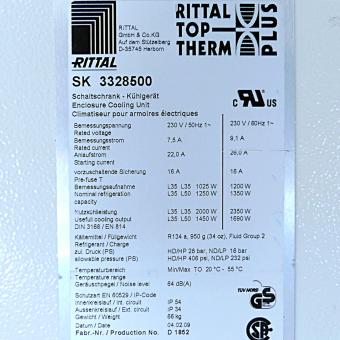 RITTAL
RITTAL
GmbH & Co.KG
Auf dem Stützelberg
D-35745 Herborn
RITTAL
TOP
THERM
PLUS
SK 3328500
Schaltschrank - Kühlgerät
Enclosure Cooling Unit
Climatiseur pour armoires électriques
C UL US
Bemessungsspannung 230 V / 50Hz 1~ 230 V / 60Hz 1~
Rated voltage
Bemessungsstrom 7,5 A 9,1 A
Rated current
Anlaufstrom 22,0 A 26,0 A
Starting current
vorzuschaltende Sicherung 16 A 16 A
Pre-fuse T
Bemessungsaufnahme L35 L35 1025 W 1200 W
Nominal refrigeration L35 L50 1250 W 1350 W
capacity
Nutzkühlleistung L35 L35 2000 W 2350 W
Usefull cooling output L35 L50 1450 W 1690 W
DIN 3168 / EN 814
Kältemittel / Füllgewicht R134 a, 950 g (34 oz), Fluid Group 2
Refrigerant / Charge
zul. Druck (PS) HD/HP 28 bar, ND/LP 16 bar
allowable pressure (PS) HD/HP 406 psi, ND/LP 232 psi
Temperaturbereich Min/Max TO 20°C - 55 °C
Temperature range
Geräuschpegel / Noise level 64 dB(A)
Schutzart EN 60529 / IP-Code
Innenkreislauf / Int. circuit IP 54
Aussenkreislauf / Ext. circuit IP 34
Gewicht / Weight 66 kg
Datum / Date 04.02.09
Fabr.-Nr. / Production No. D 1852
TÜV NORD
GS